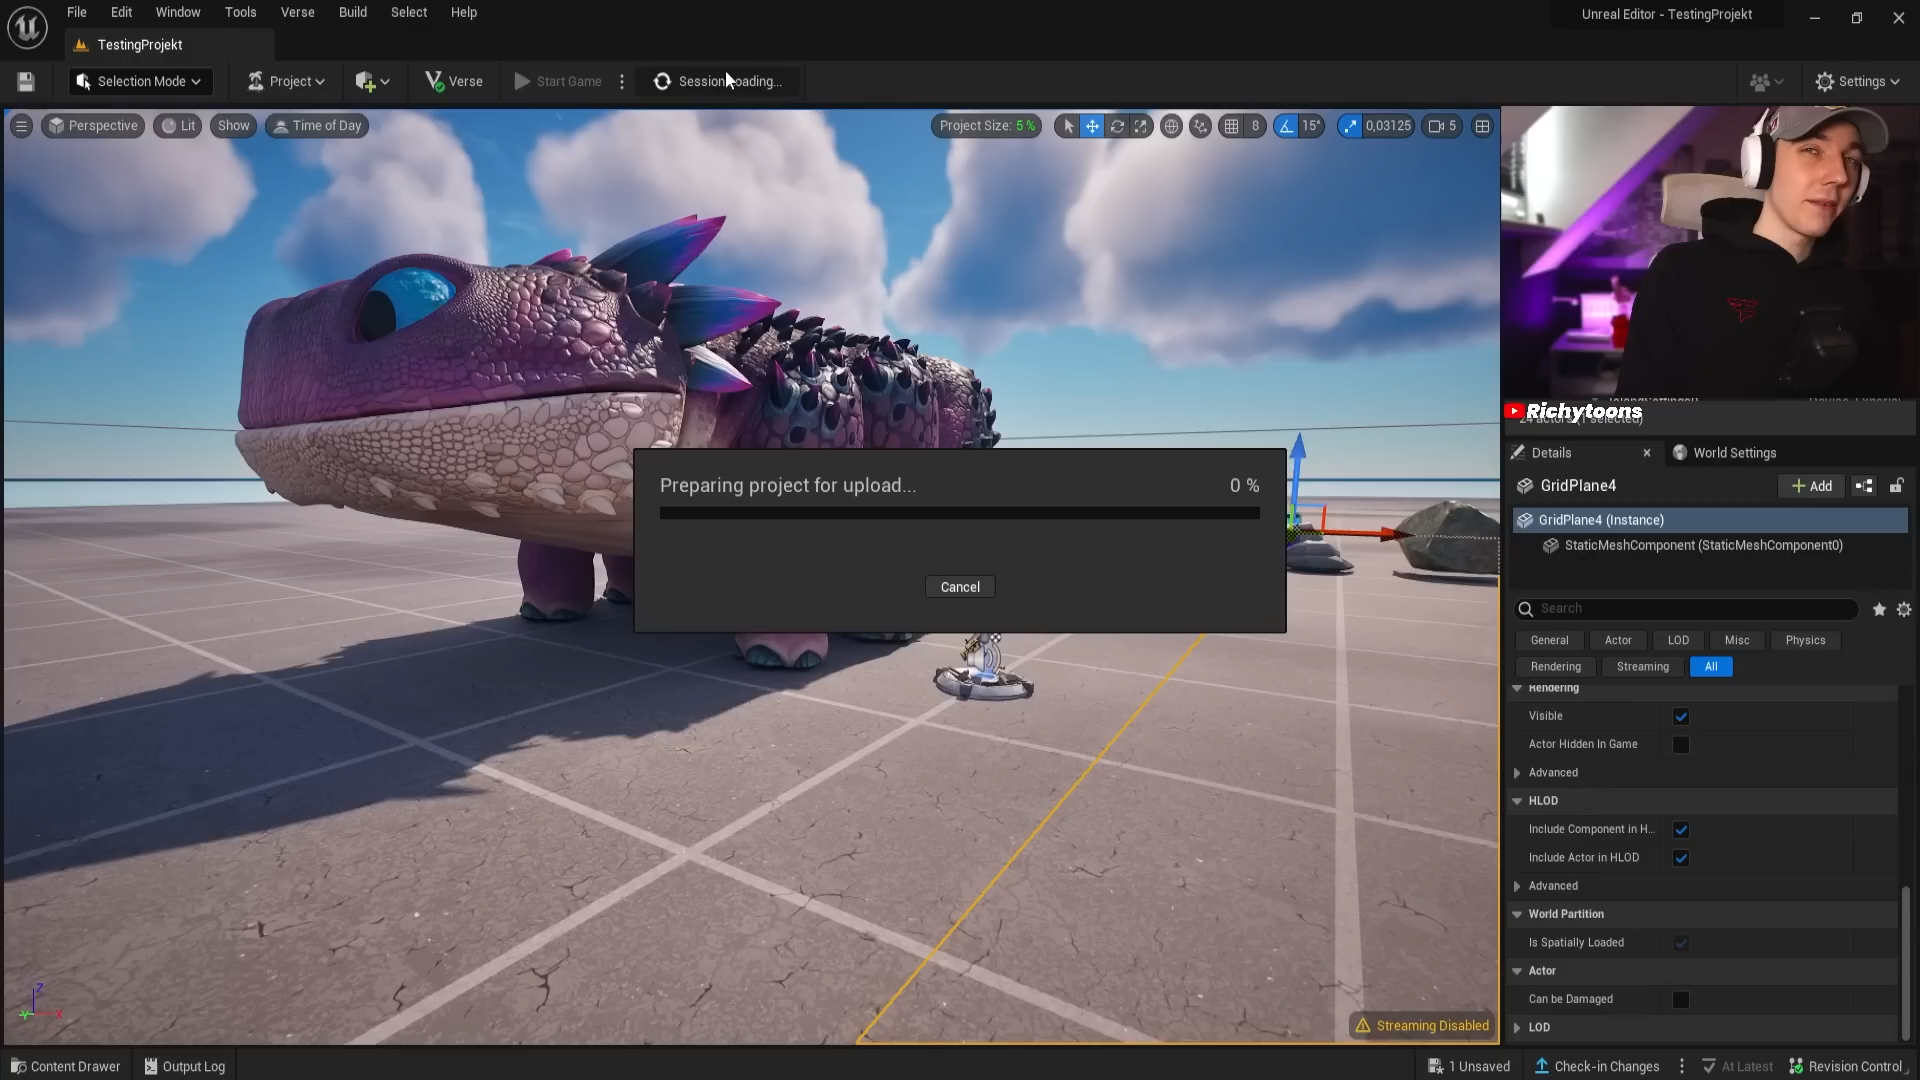 File Edit Window Tools Verse Build Select Help
Unreal Editor - TestingProjekt
TestingProjekt
Selection Mode
Project
Verse
Start Game
Session
oading...
Settings
Perspective
Lit
Show
Time of Day
Project Size: 5 %
8
15°
0,03125
5
Richytoons
24 actors (1 selected)
Details
World Settings
GridPlane4
Add
GridPlane4 (Instance)
StaticMeshComponent (StaticMeshComponent0)
Search
General Actor LOD Misc Physics
Rendering Streaming All
Rendering
Visible
Actor Hidden In Game
Advanced
HLOD
Include Component in H...
Include Actor in HLOD
Advanced
World Partition
Is Spatially Loaded
Actor
Can be Damaged
LOD
Preparing project for upload... 0 %
Cancel
Z
Y
X
Streaming Disabled
Content Drawer
Output Log
1 Unsaved
Check-in Changes
At Latest
Revision Control